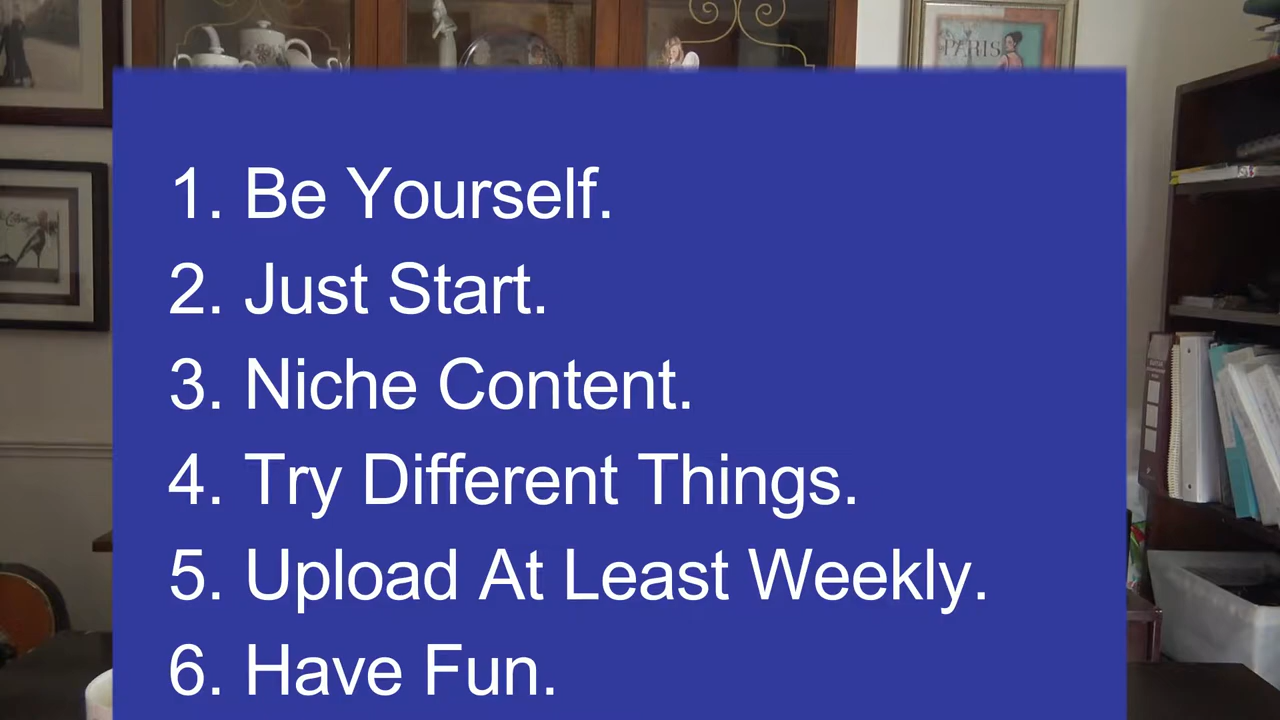 PARIS
1. Be Yourself.
2. Just Start.
3. Niche Content.
4. Try Different Things.
5. Upload At Least Weekly.
6. Have Fun.